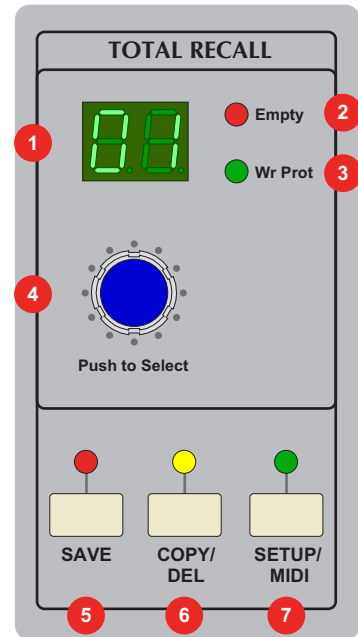 TOTAL RECALL
01
Empty
2
1
Wr Prot
3
4
Push to Select
SAVE
COPY/
DEL
SETUP/
MIDI
5
6
7